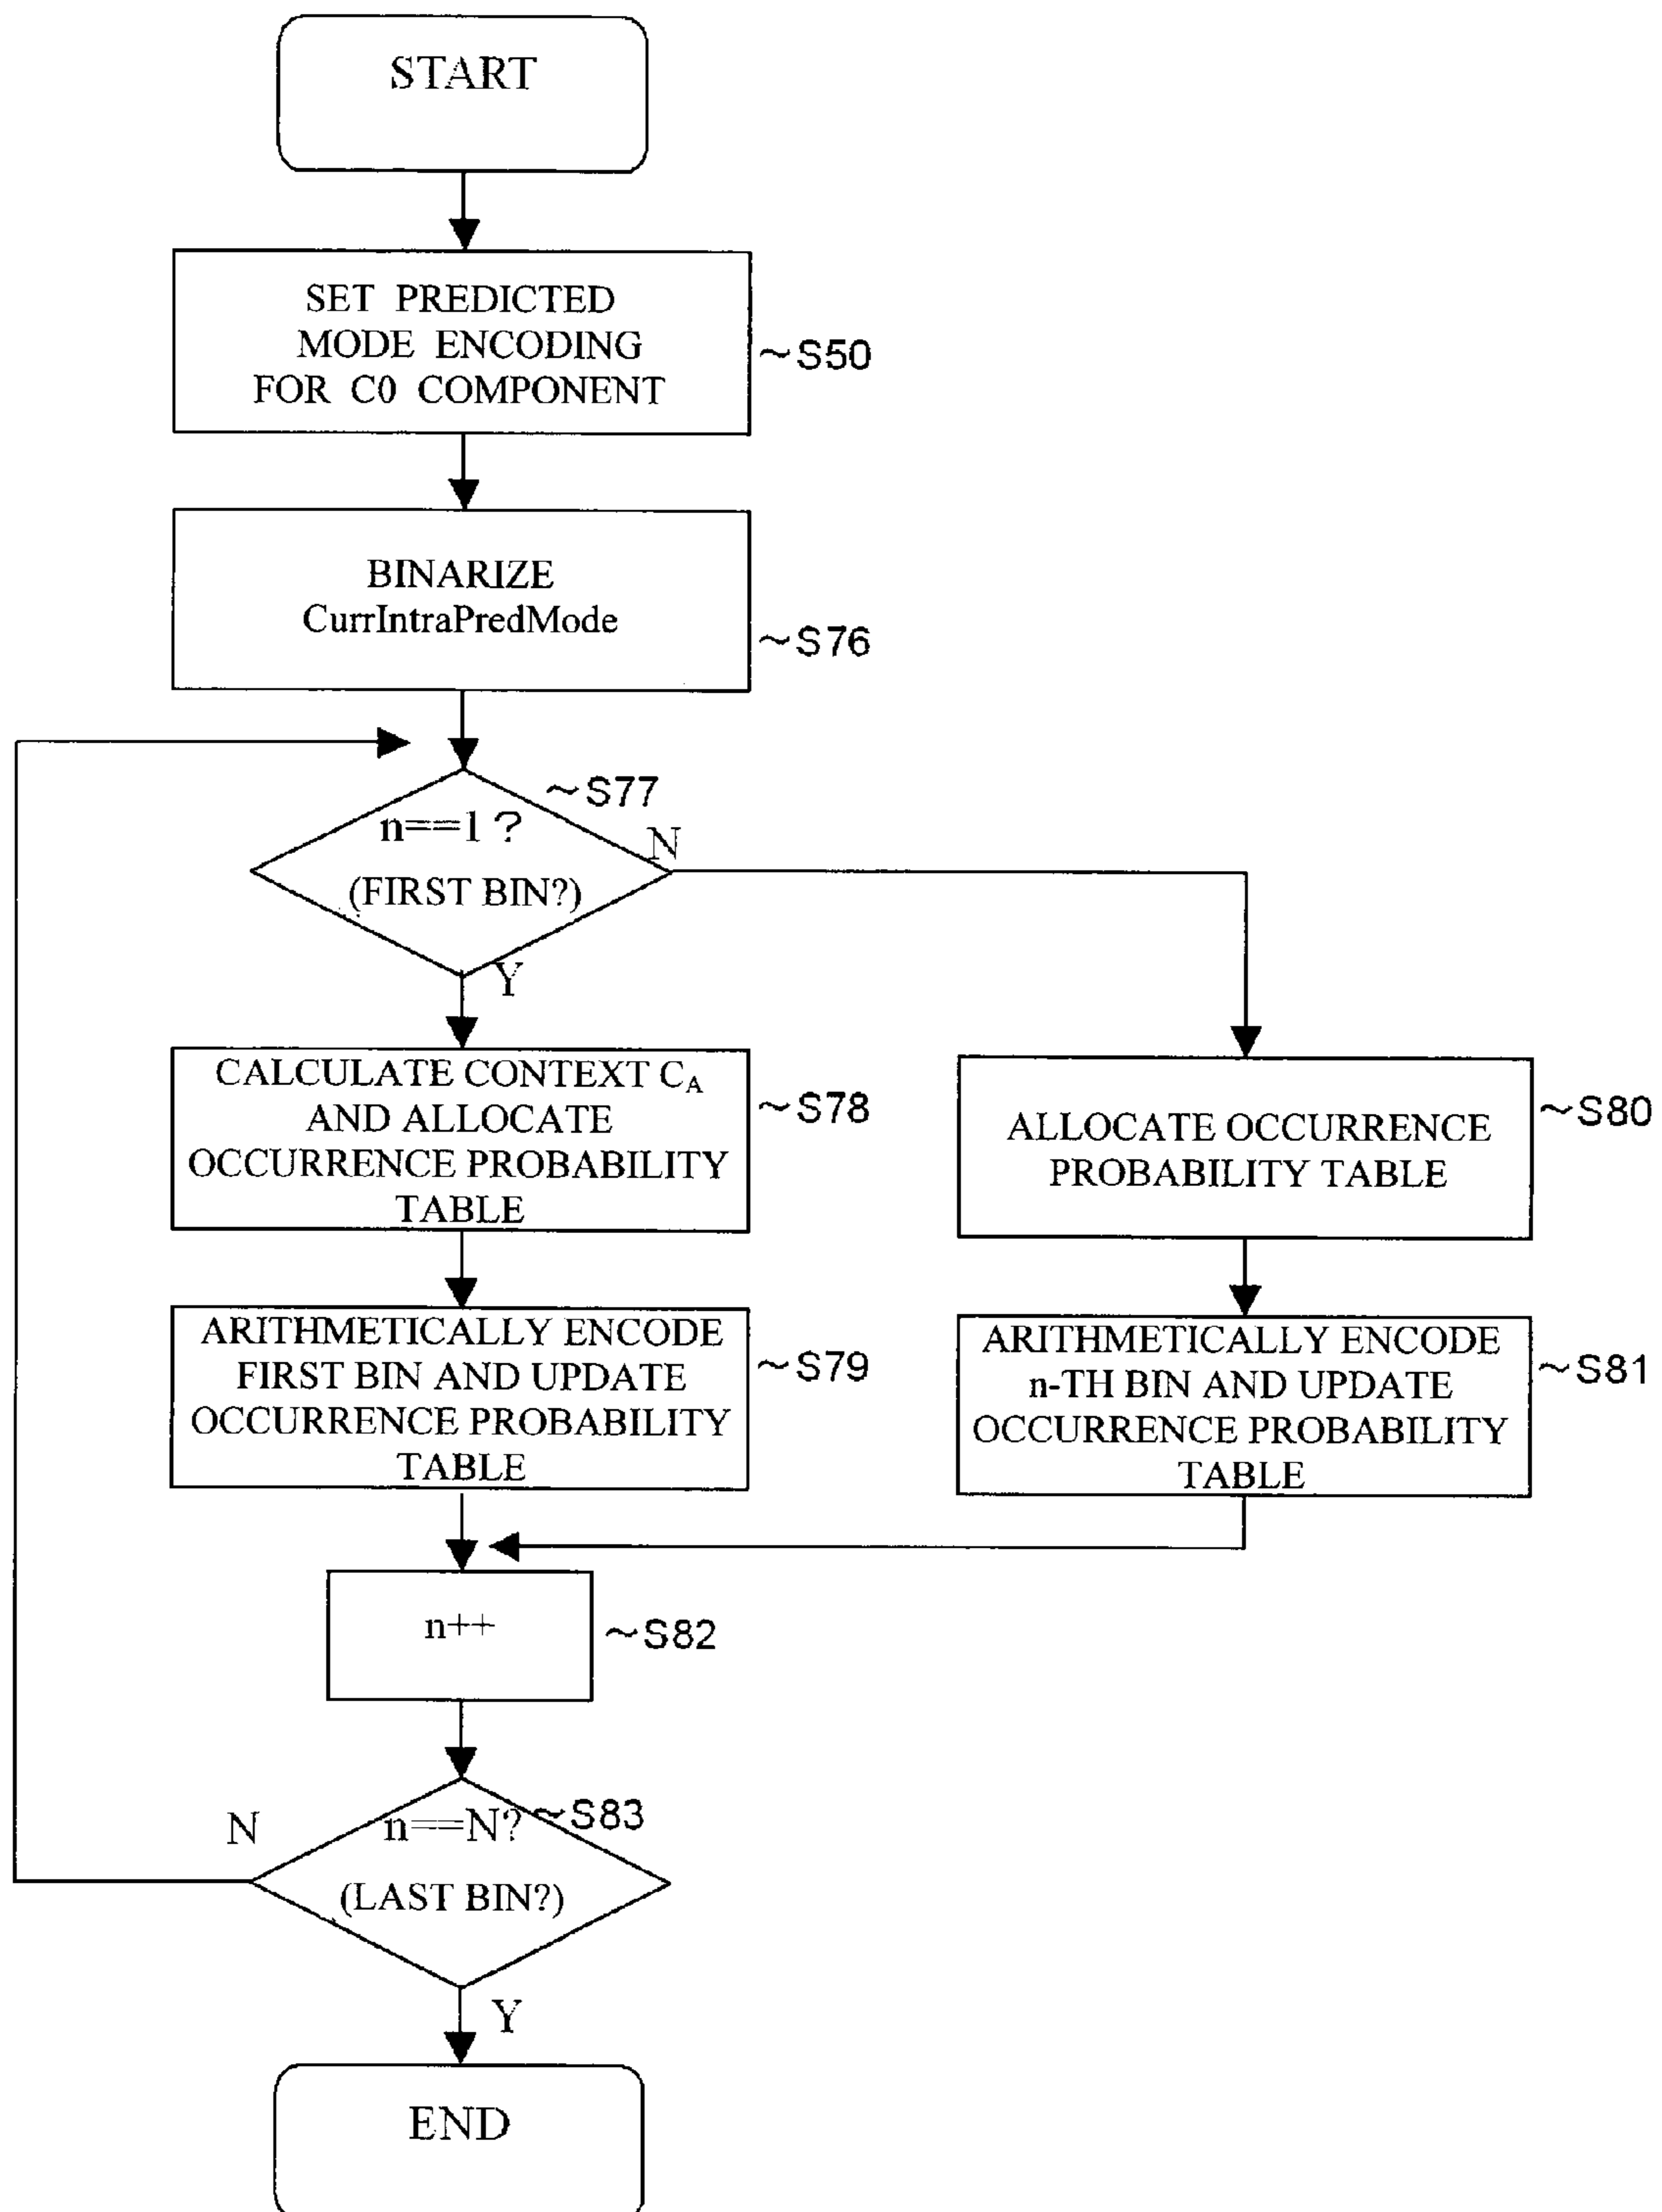 START
SET PREDICTED
MODE ENCODING
FOR C0 COMPONENT
~S50
BINARIZE
CurrIntraPredMode
~S76
~S77
n==1 ?
(FIRST BIN?)
N
Y
CALCULATE CONTEXT CA
AND ALLOCATE
OCCURRENCE PROBABILITY
TABLE
~S78
ALLOCATE OCCURRENCE
PROBABILITY TABLE
~S80
ARITHMETICALLY ENCODE
FIRST BIN AND UPDATE
OCCURRENCE PROBABILITY
TABLE
~S79
ARITHMETICALLY ENCODE
n-TH BIN AND UPDATE
OCCURRENCE PROBABILITY
TABLE
~S81
n++
~S82
N
n==N?
~S83
(LAST BIN?)
Y
END